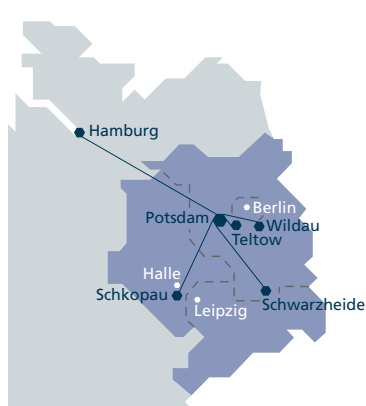 Hamburg
Berlin
Potsdam
Wildau
Teltow
Halle
Schkopau
Leipzig
Schwarzheide